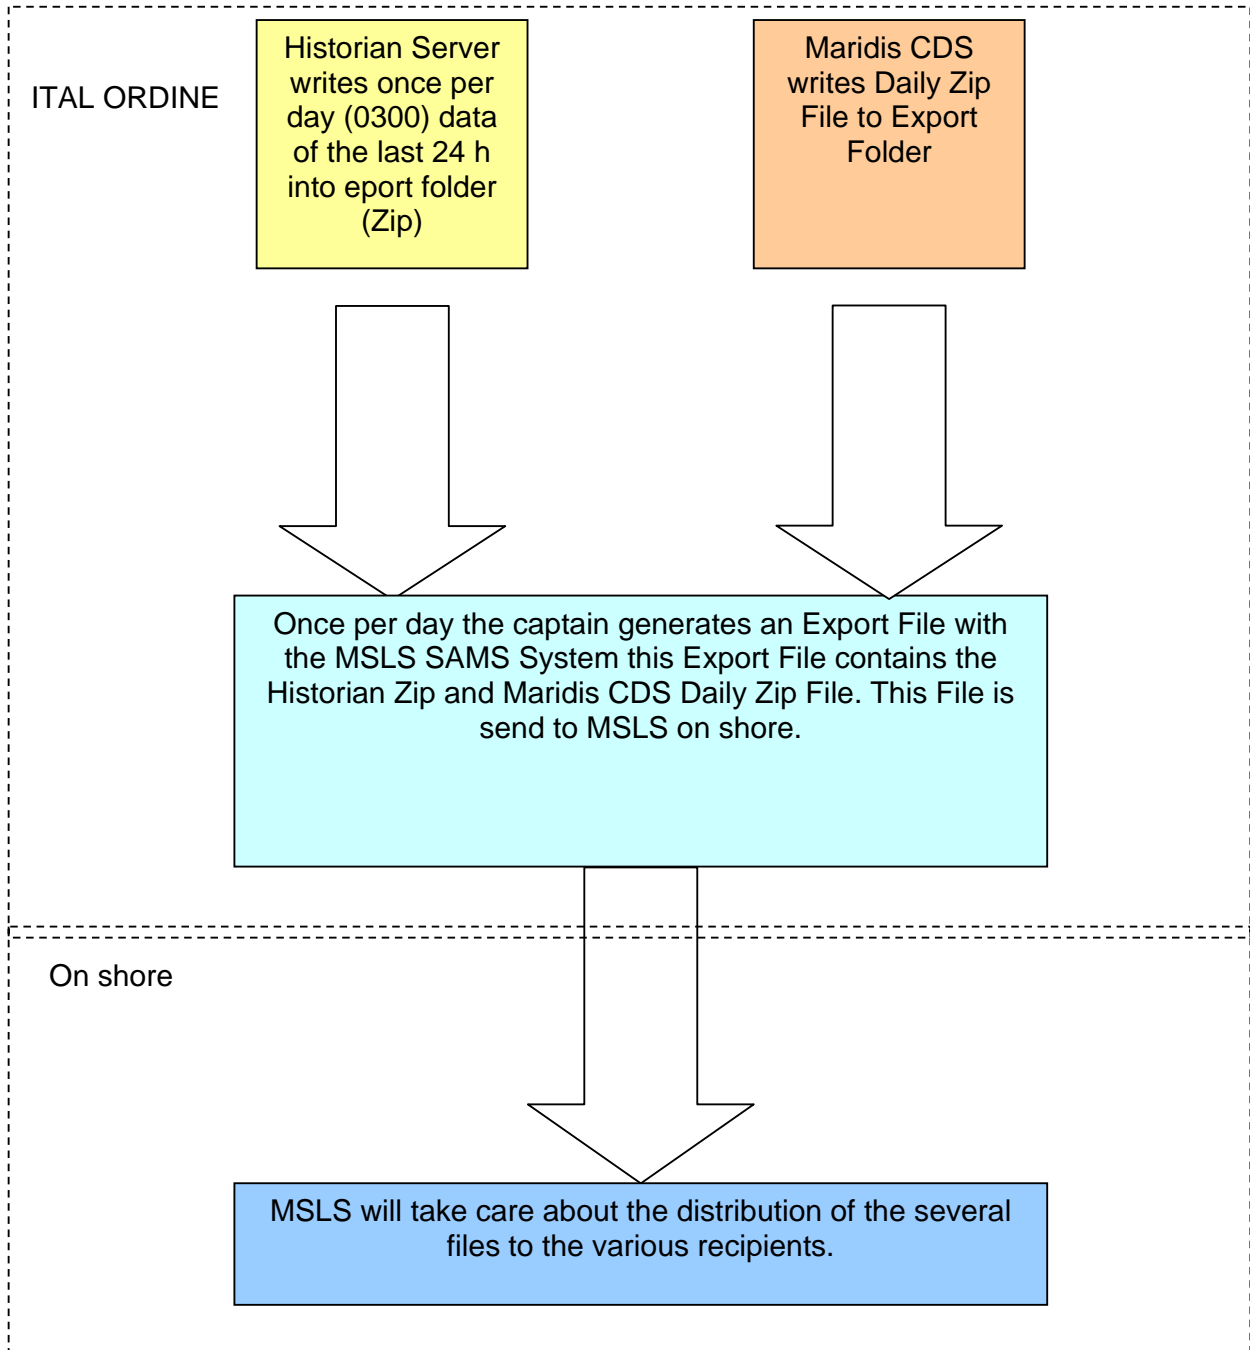 ITAL ORDINE
Historian Server
writes once per
day (0300) data
of the last 24 h
into eport folder
(Zip)
Maridis CDS
writes Daily Zip
File to Export
Folder
Once per day the captain generates an Export File with
the MSLS SAMS System this Export File contains the
Historian Zip and Maridis CDS Daily Zip File. This File is
send to MSLS on shore.
On shore
MSLS will take care about the distribution of the several
files to the various recipients.